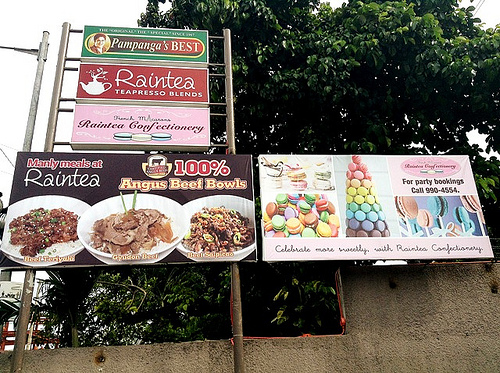 THE "ORIGINAL" THE "SPECIAL" SINCE 1967
Pampanga's BEST
Raintea
TEAPRESSO BLENDS
French Macarons
Raintea Confectionery
Manly meals at
Raintea
100%
Angus Beef Bowls
Beef Teriyaki
Gyudon Beef
Beef Salpicao
Raintea Confectionery
For party bookings
Call 990-4554.
Celebrate more sweetly, with Raintea Confectionery.